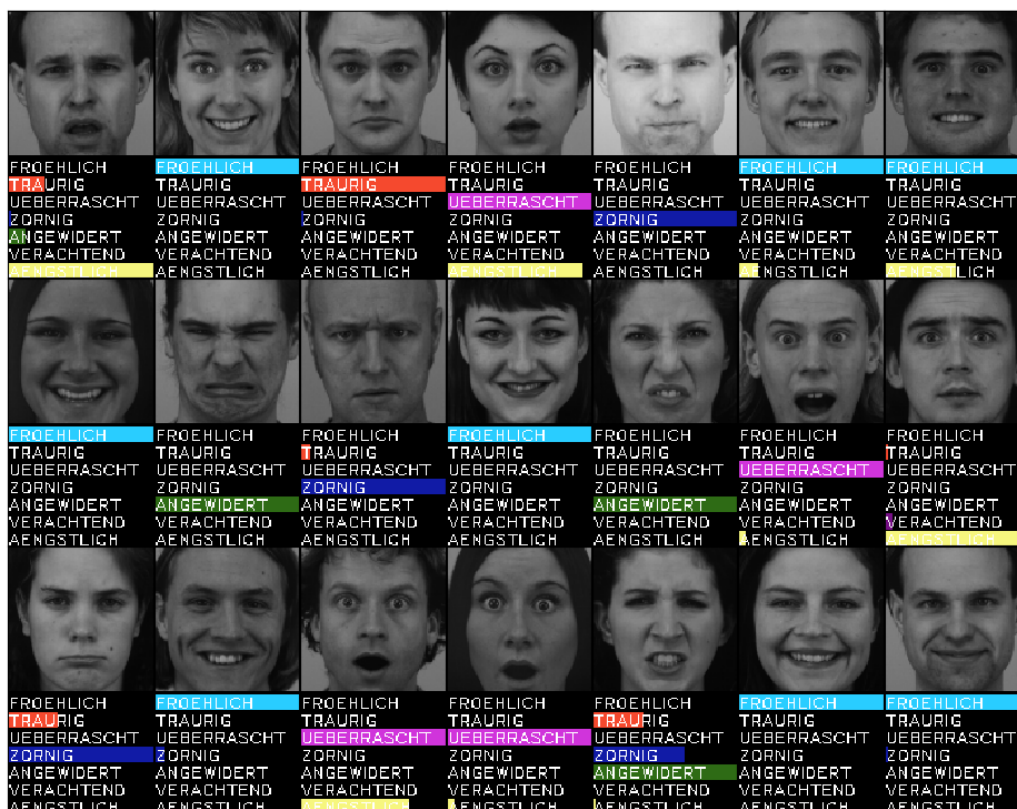 FROEHLICH FROEHLICH FROEHLICH FROEHLICH FROEHLICH FROEHLICH FROEHLICH
TRAURIG TRAURIG TRAURIG TRAURIG TRAURIG TRAURIG TRAURIG
UEBERRASCHT UEBERRASCHT UEBERRASCHT UEBERRASCHT UEBERRASCHT UEBERRASCHT UEBERRASCHT
ZORNIG ZORNIG ZORNIG ZORNIG ZORNIG ZORNIG ZORNIG
ANGEWIDERT ANGEWIDERT ANGEWIDERT ANGEWIDERT ANGEWIDERT ANGEWIDERT ANGEWIDERT
VERACHTEND VERACHTEND VERACHTEND VERACHTEND VERACHTEND VERACHTEND VERACHTEND
AENGSTLICH AENGSTLICH AENGSTLICH AENGSTLICH AENGSTLICH AENGSTLICH AENGSTLICH
FROEHLICH FROEHLICH FROEHLICH FROEHLICH FROEHLICH FROEHLICH FROEHLICH
TRAURIG TRAURIG TRAURIG TRAURIG TRAURIG TRAURIG TRAURIG
UEBERRASCHT UEBERRASCHT UEBERRASCHT UEBERRASCHT UEBERRASCHT UEBERRASCHT UEBERRASCHT
ZORNIG ZORNIG ZORNIG ZORNIG ZORNIG ZORNIG ZORNIG
ANGEWIDERT ANGEWIDERT ANGEWIDERT ANGEWIDERT ANGEWIDERT ANGEWIDERT ANGEWIDERT
VERACHTEND VERACHTEND VERACHTEND VERACHTEND VERACHTEND VERACHTEND VERACHTEND
AENGSTLICH AENGSTLICH AENGSTLICH AENGSTLICH AENGSTLICH AENGSTLICH AENGSTLICH
FROEHLICH FROEHLICH FROEHLICH FROEHLICH FROEHLICH FROEHLICH FROEHLICH
TRAURIG TRAURIG TRAURIG TRAURIG TRAURIG TRAURIG TRAURIG
UEBERRASCHT UEBERRASCHT UEBERRASCHT UEBERRASCHT UEBERRASCHT UEBERRASCHT UEBERRASCHT
ZORNIG ZORNIG ZORNIG ZORNIG ZORNIG ZORNIG ZORNIG
ANGEWIDERT ANGEWIDERT ANGEWIDERT ANGEWIDERT ANGEWIDERT ANGEWIDERT ANGEWIDERT
VERACHTEND VERACHTEND VERACHTEND VERACHTEND VERACHTEND VERACHTEND VERACHTEND
AENGSTLICH AENGSTLICH AENGSTLICH AENGSTLICH AENGSTLICH AENGSTLICH AENGSTLICH